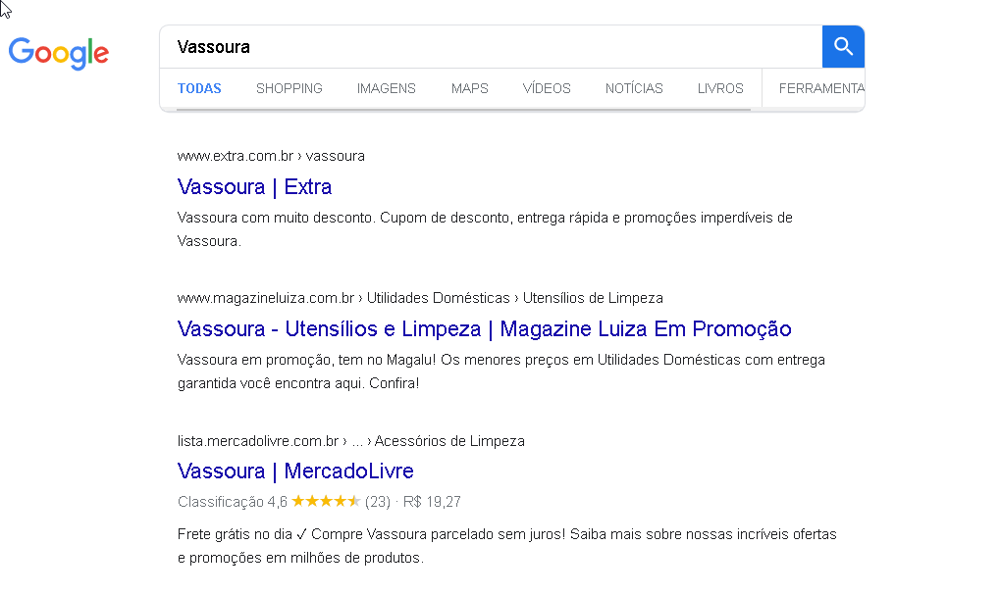 Google
Vassoura
TODAS SHOPPING IMAGENS MAPS VÍDEOS NOTÍCIAS LIVROS FERRAMENTA
www.extra.com.br › vassoura
Vassoura | Extra
Vassoura com muito desconto. Cupom de desconto, entrega rápida e promoções imperdíveis de
Vassoura.
www.magazineluiza.com.br › Utilidades Domésticas › Utensílios de Limpeza
Vassoura - Utensílios e Limpeza | Magazine Luiza Em Promoção
Vassoura em promoção, tem no Magalu! Os menores preços em Utilidades Domésticas com entrega
garantida você encontra aqui. Confira!
lista.mercadolivre.com.br › ... › Acessórios de Limpeza
Vassoura | MercadoLivre
Classificação 4,6 ★★★★★ (23) · R$ 19,27
Frete grátis no dia ✓ Compre Vassoura parcelado sem juros! Saiba mais sobre nossas incríveis ofertas
e promoções em milhões de produtos.